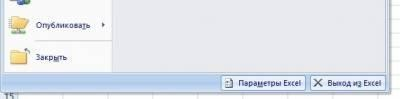 Опубликовать
Закрыть
Параметры Excel
Выход из Excel
15